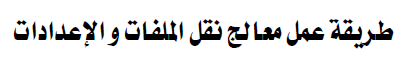 طريقة عمل معالج نقل الملفات و الإعدادات